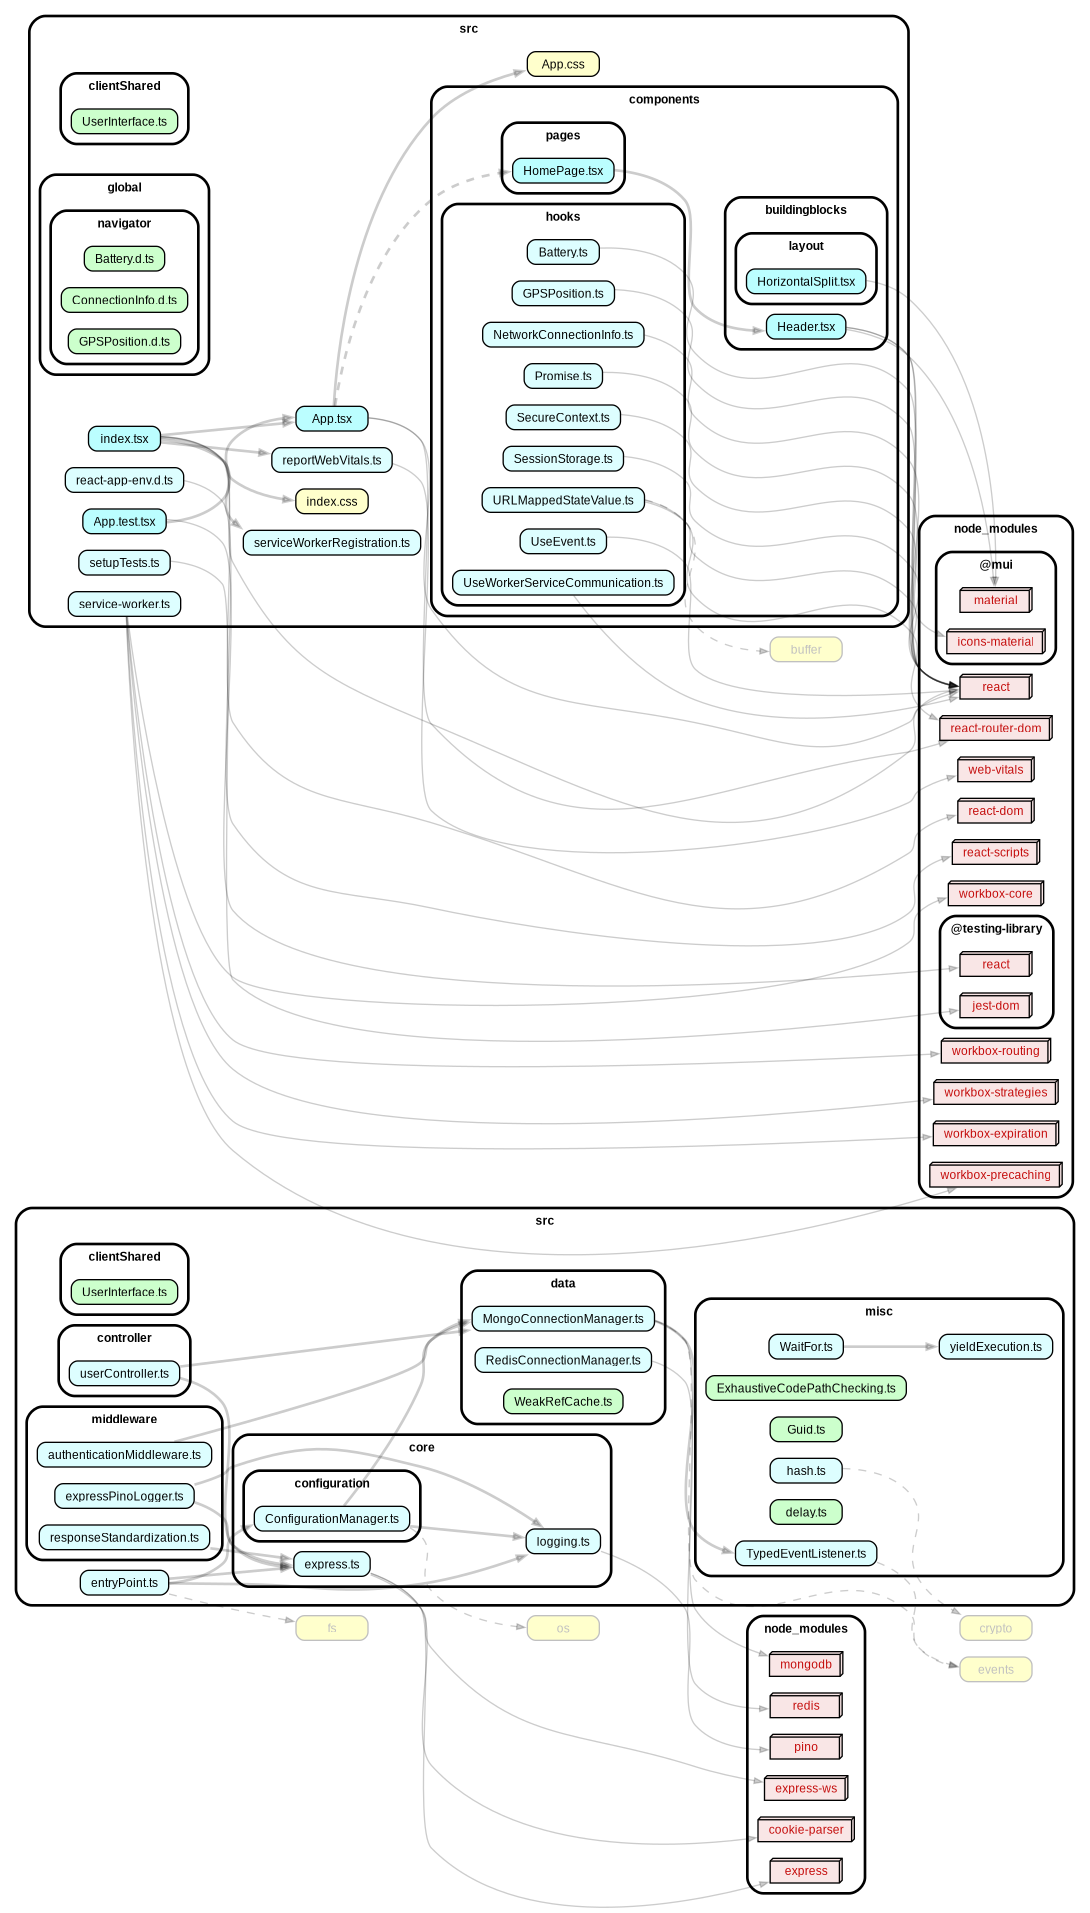 src
App.css
clientShared
UserInterface.ts
components
pages
HomePage.tsx
global
navigator
Battery.d.ts
ConnectionInfo.d.ts
GPSPosition.d.ts
hooks
Battery.ts
GPSPosition.ts
NetworkConnectionInfo.ts
Promise.ts
SecureContext.ts
SessionStorage.ts
URLMappedStateValue.ts
UseEvent.ts
UseWorkerServiceCommunication.ts
buildingblocks
layout
HorizontalSplit.tsx
Header.tsx
index.tsx
react-app-env.d.ts
App.test.tsx
setupTests.ts
service-worker.ts
App.tsx
reportWebVitals.ts
index.css
serviceWorkerRegistration.ts
buffer
node_modules
@mui
material
icons-material
react
react-router-dom
web-vitals
react-dom
react-scripts
workbox-core
@testing-library
react
jest-dom
workbox-routing
workbox-strategies
workbox-expiration
workbox-precaching
src
clientShared
UserInterface.ts
controller
userController.ts
middleware
authenticationMiddleware.ts
expressPinoLogger.ts
responseStandardization.ts
entryPoint.ts
data
MongoConnectionManager.ts
RedisConnectionManager.ts
WeakRefCache.ts
core
configuration
ConfigurationManager.ts
logging.ts
express.ts
misc
WaitFor.ts
yieldExecution.ts
ExhaustiveCodePathChecking.ts
Guid.ts
hash.ts
delay.ts
TypedEventListener.ts
fs
os
crypto
events
node_modules
mongodb
redis
pino
express-ws
cookie-parser
express